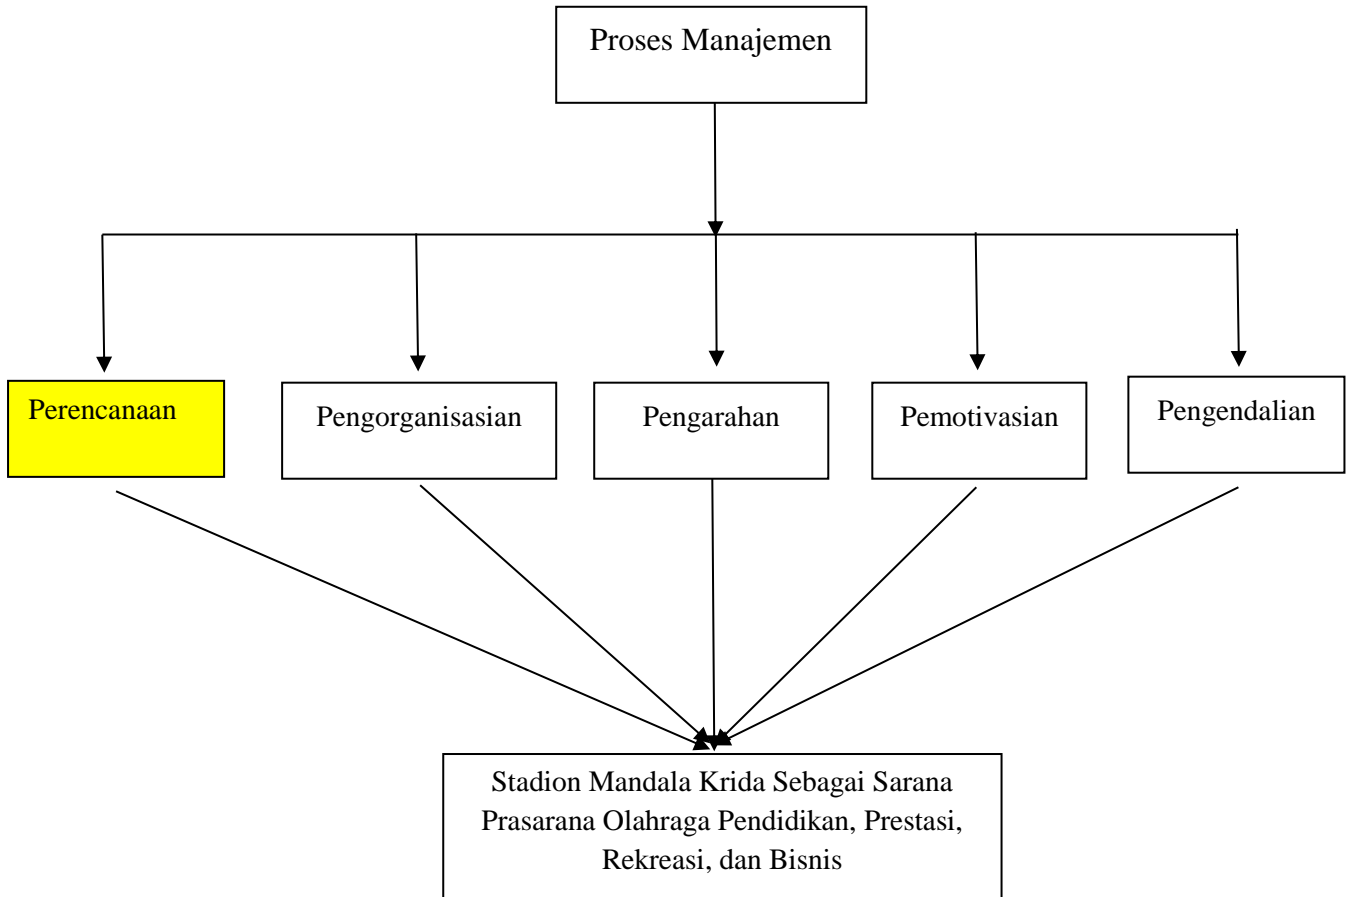 Proses Manajemen
Perencanaan
Pengorganisasian
Pengarahan
Pemotivasian
Pengendalian
Stadion Mandala Krida Sebagai Sarana
Prasarana Olahraga Pendidikan, Prestasi,
Rekreasi, dan Bisnis